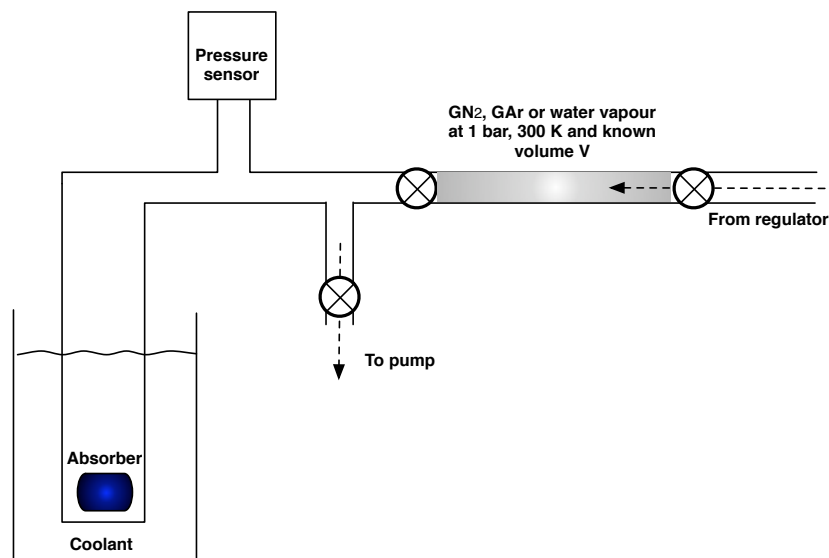 Pressure
sensor
GN2, GAr or water vapour
at 1 bar, 300 K and known
volume V
From regulator
To pump
Absorber
Coolant